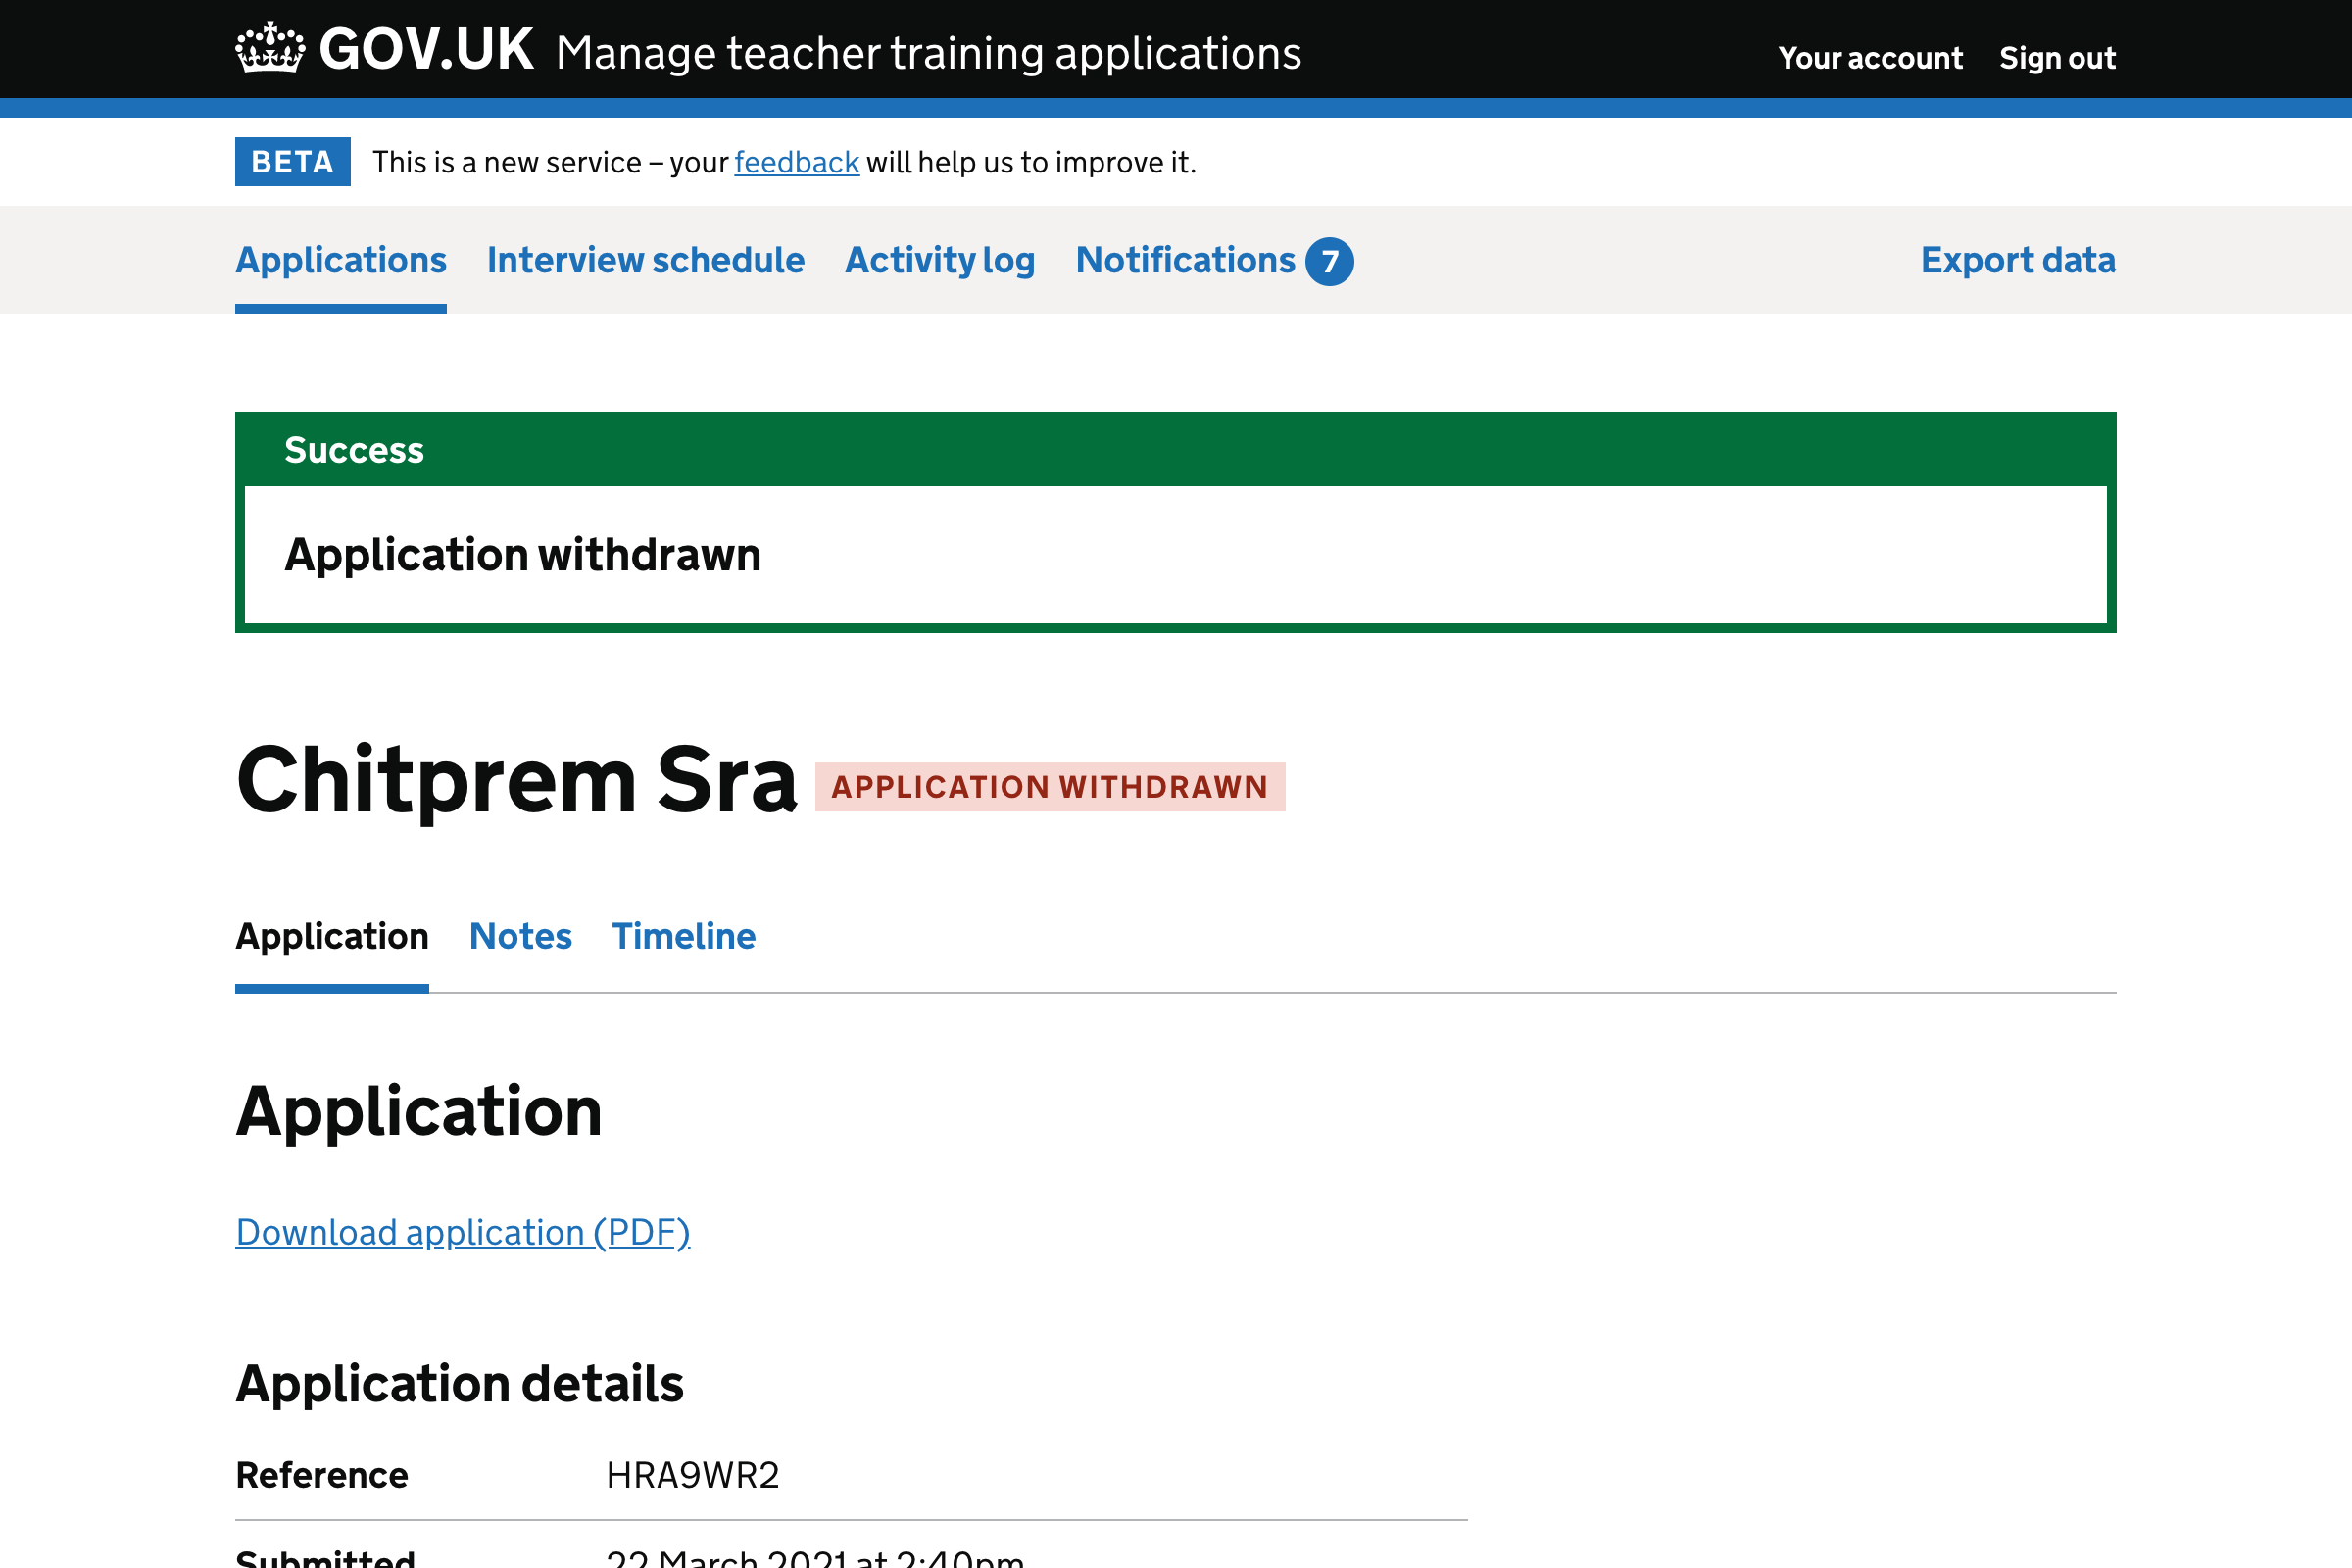 GOV.UK Manage teacher training applications Your account Sign out
BETA This is a new service – your feedback will help us to improve it.
Applications Interview schedule Activity log Notifications 7 Export data
Success
Application withdrawn
Chitprem Sra APPLICATION WITHDRAWN
Application Notes Timeline
Application
Download application (PDF)
Application details
Reference HRA9WR2
Submitted 22 March 2021 at 2:40pm